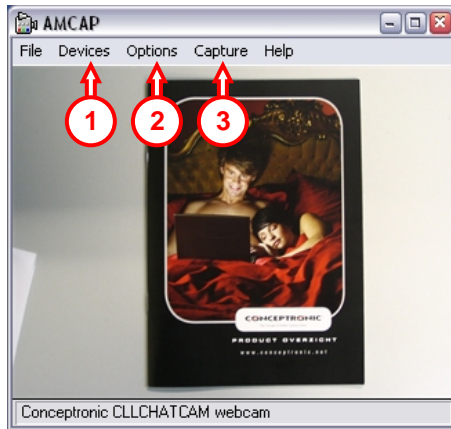 AMCAP
File Devices Options Capture Help
1 2 3
CONCEPTRONIC
PRODUCT OVERZICHT
www.conceptronic.net
Conceptronic CLLCHATCAM webcam